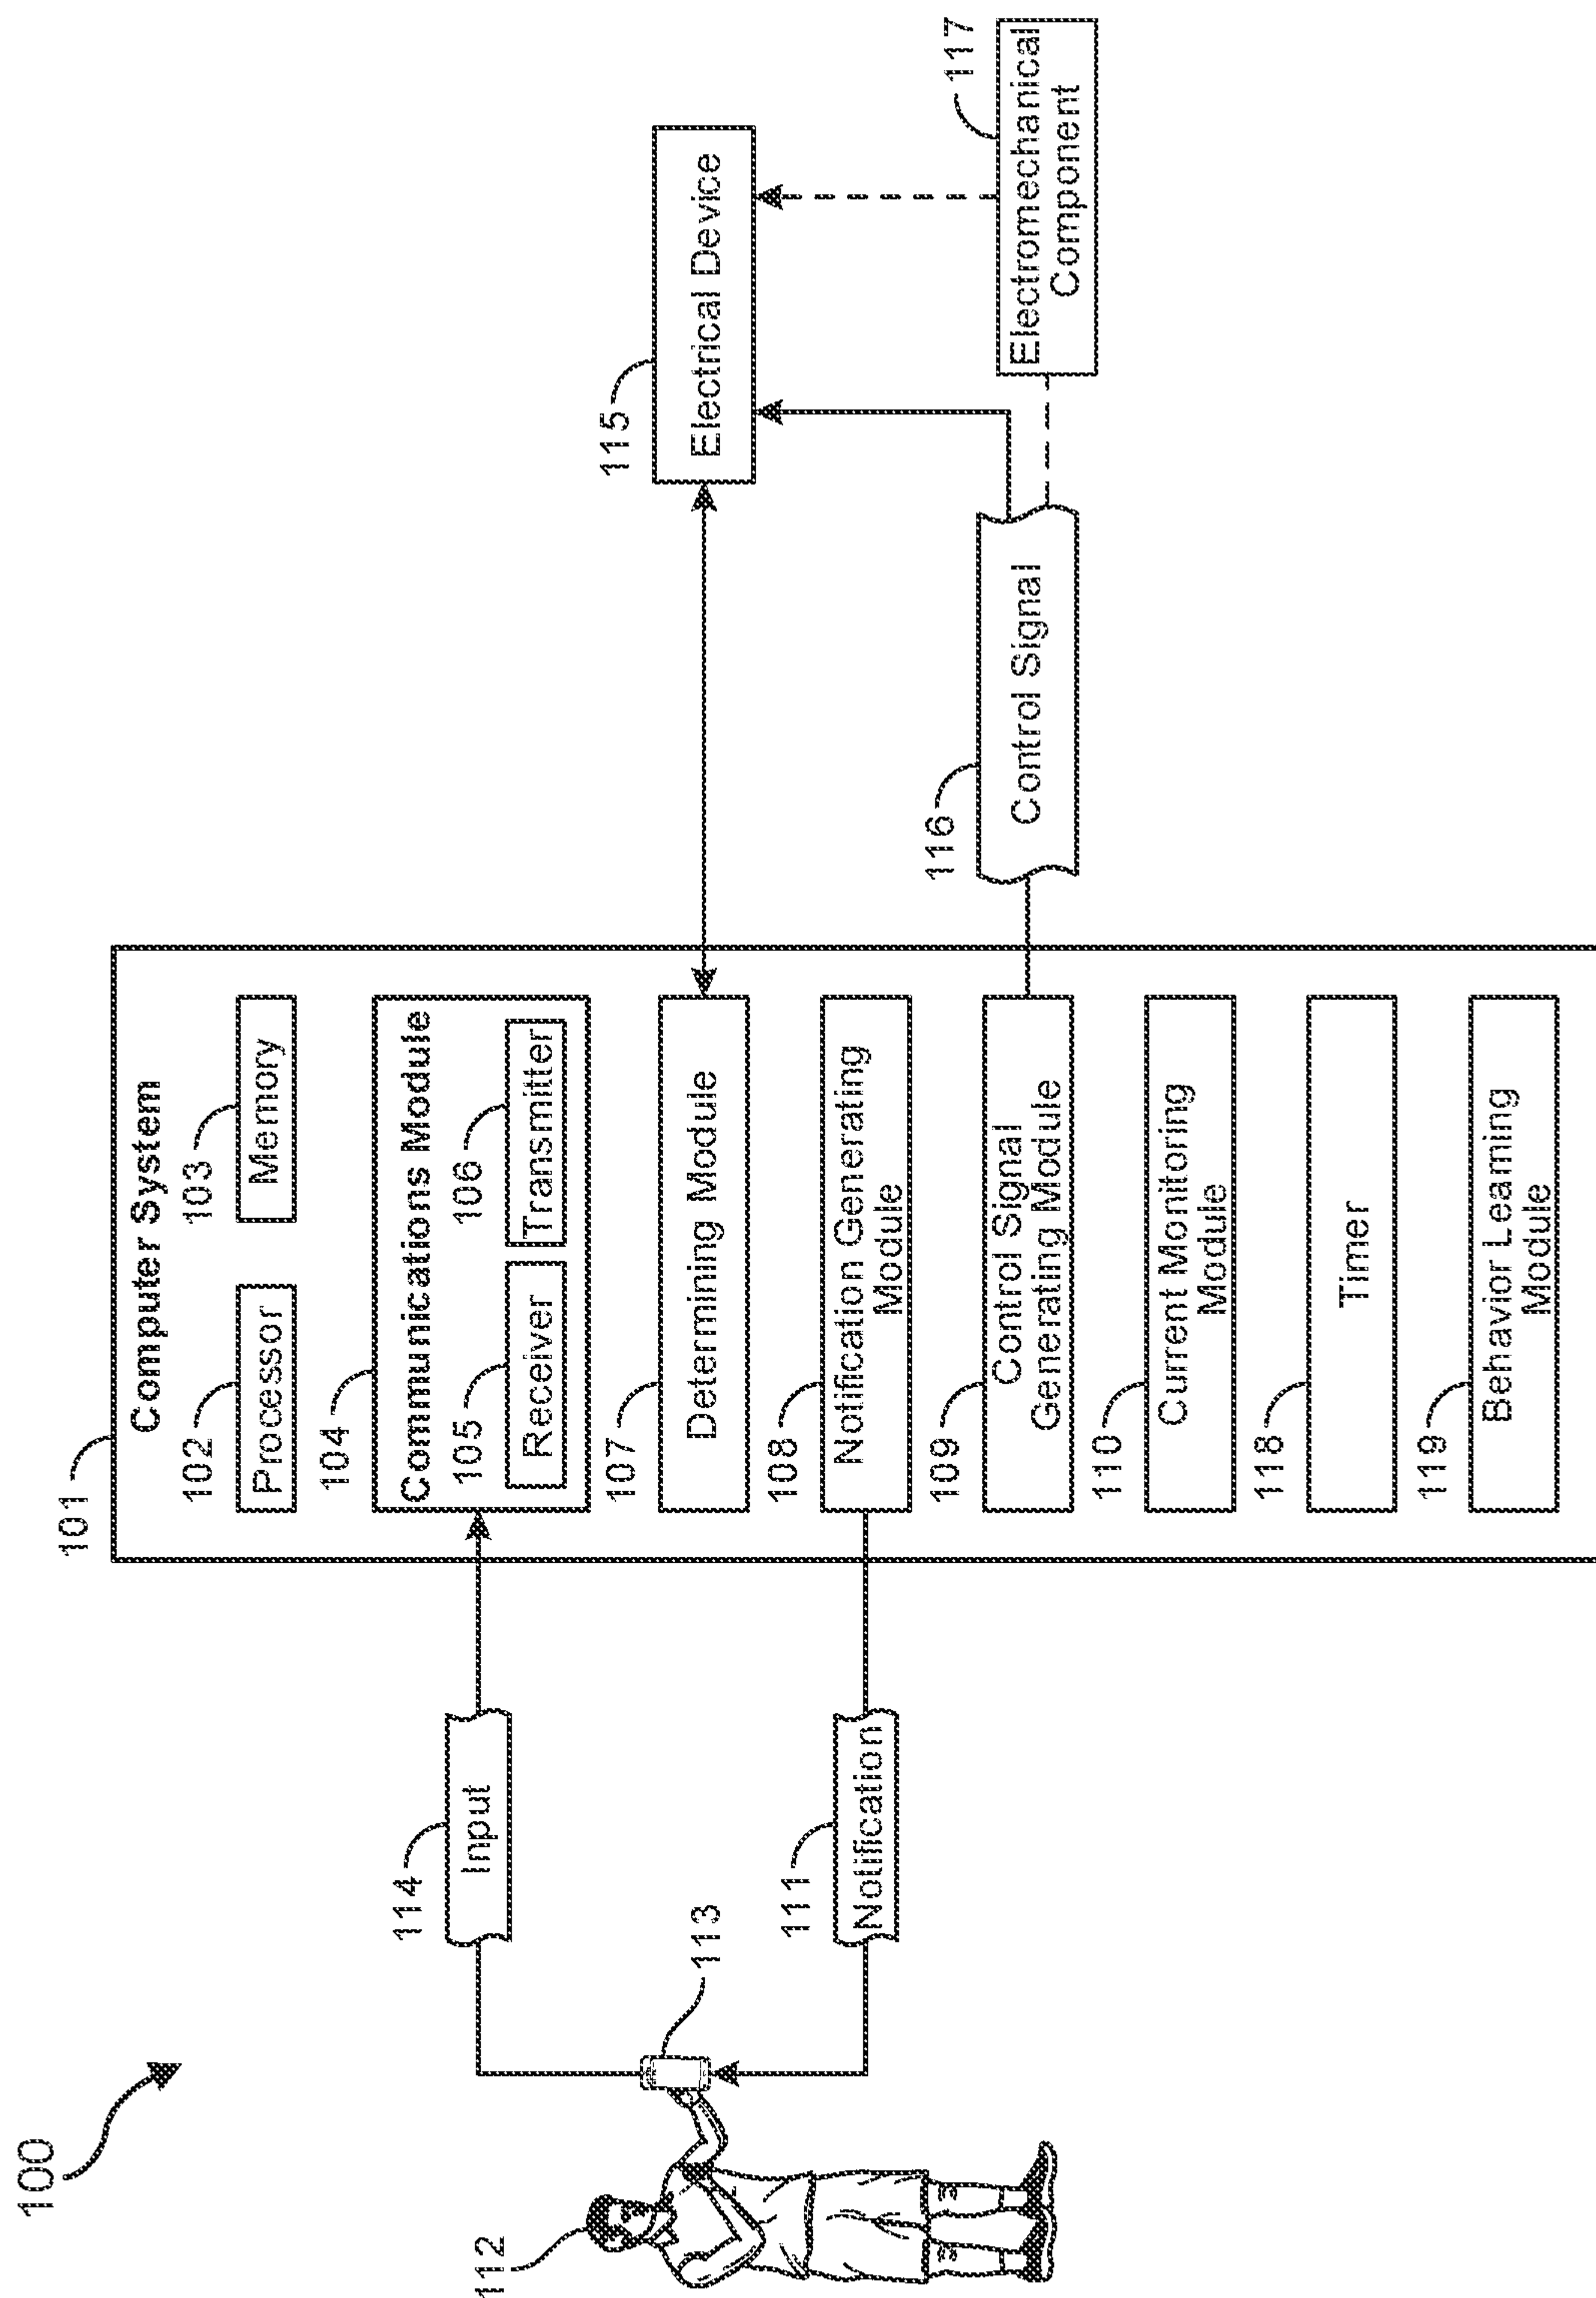 100
112
113
114
Input
111
Notification
101
Computer System
102
Processor
103
Memory
104
Communications Module
105
Receiver
106
Transmitter
107
Determining Module
108
Notification Generating
Module
109
Control Signal
Generating Module
110
Current Monitoring
Module
118
Timer
119
Behavior Learning
Module
115
Electrical Device
116
Control Signal
117
Electromechanical
Component